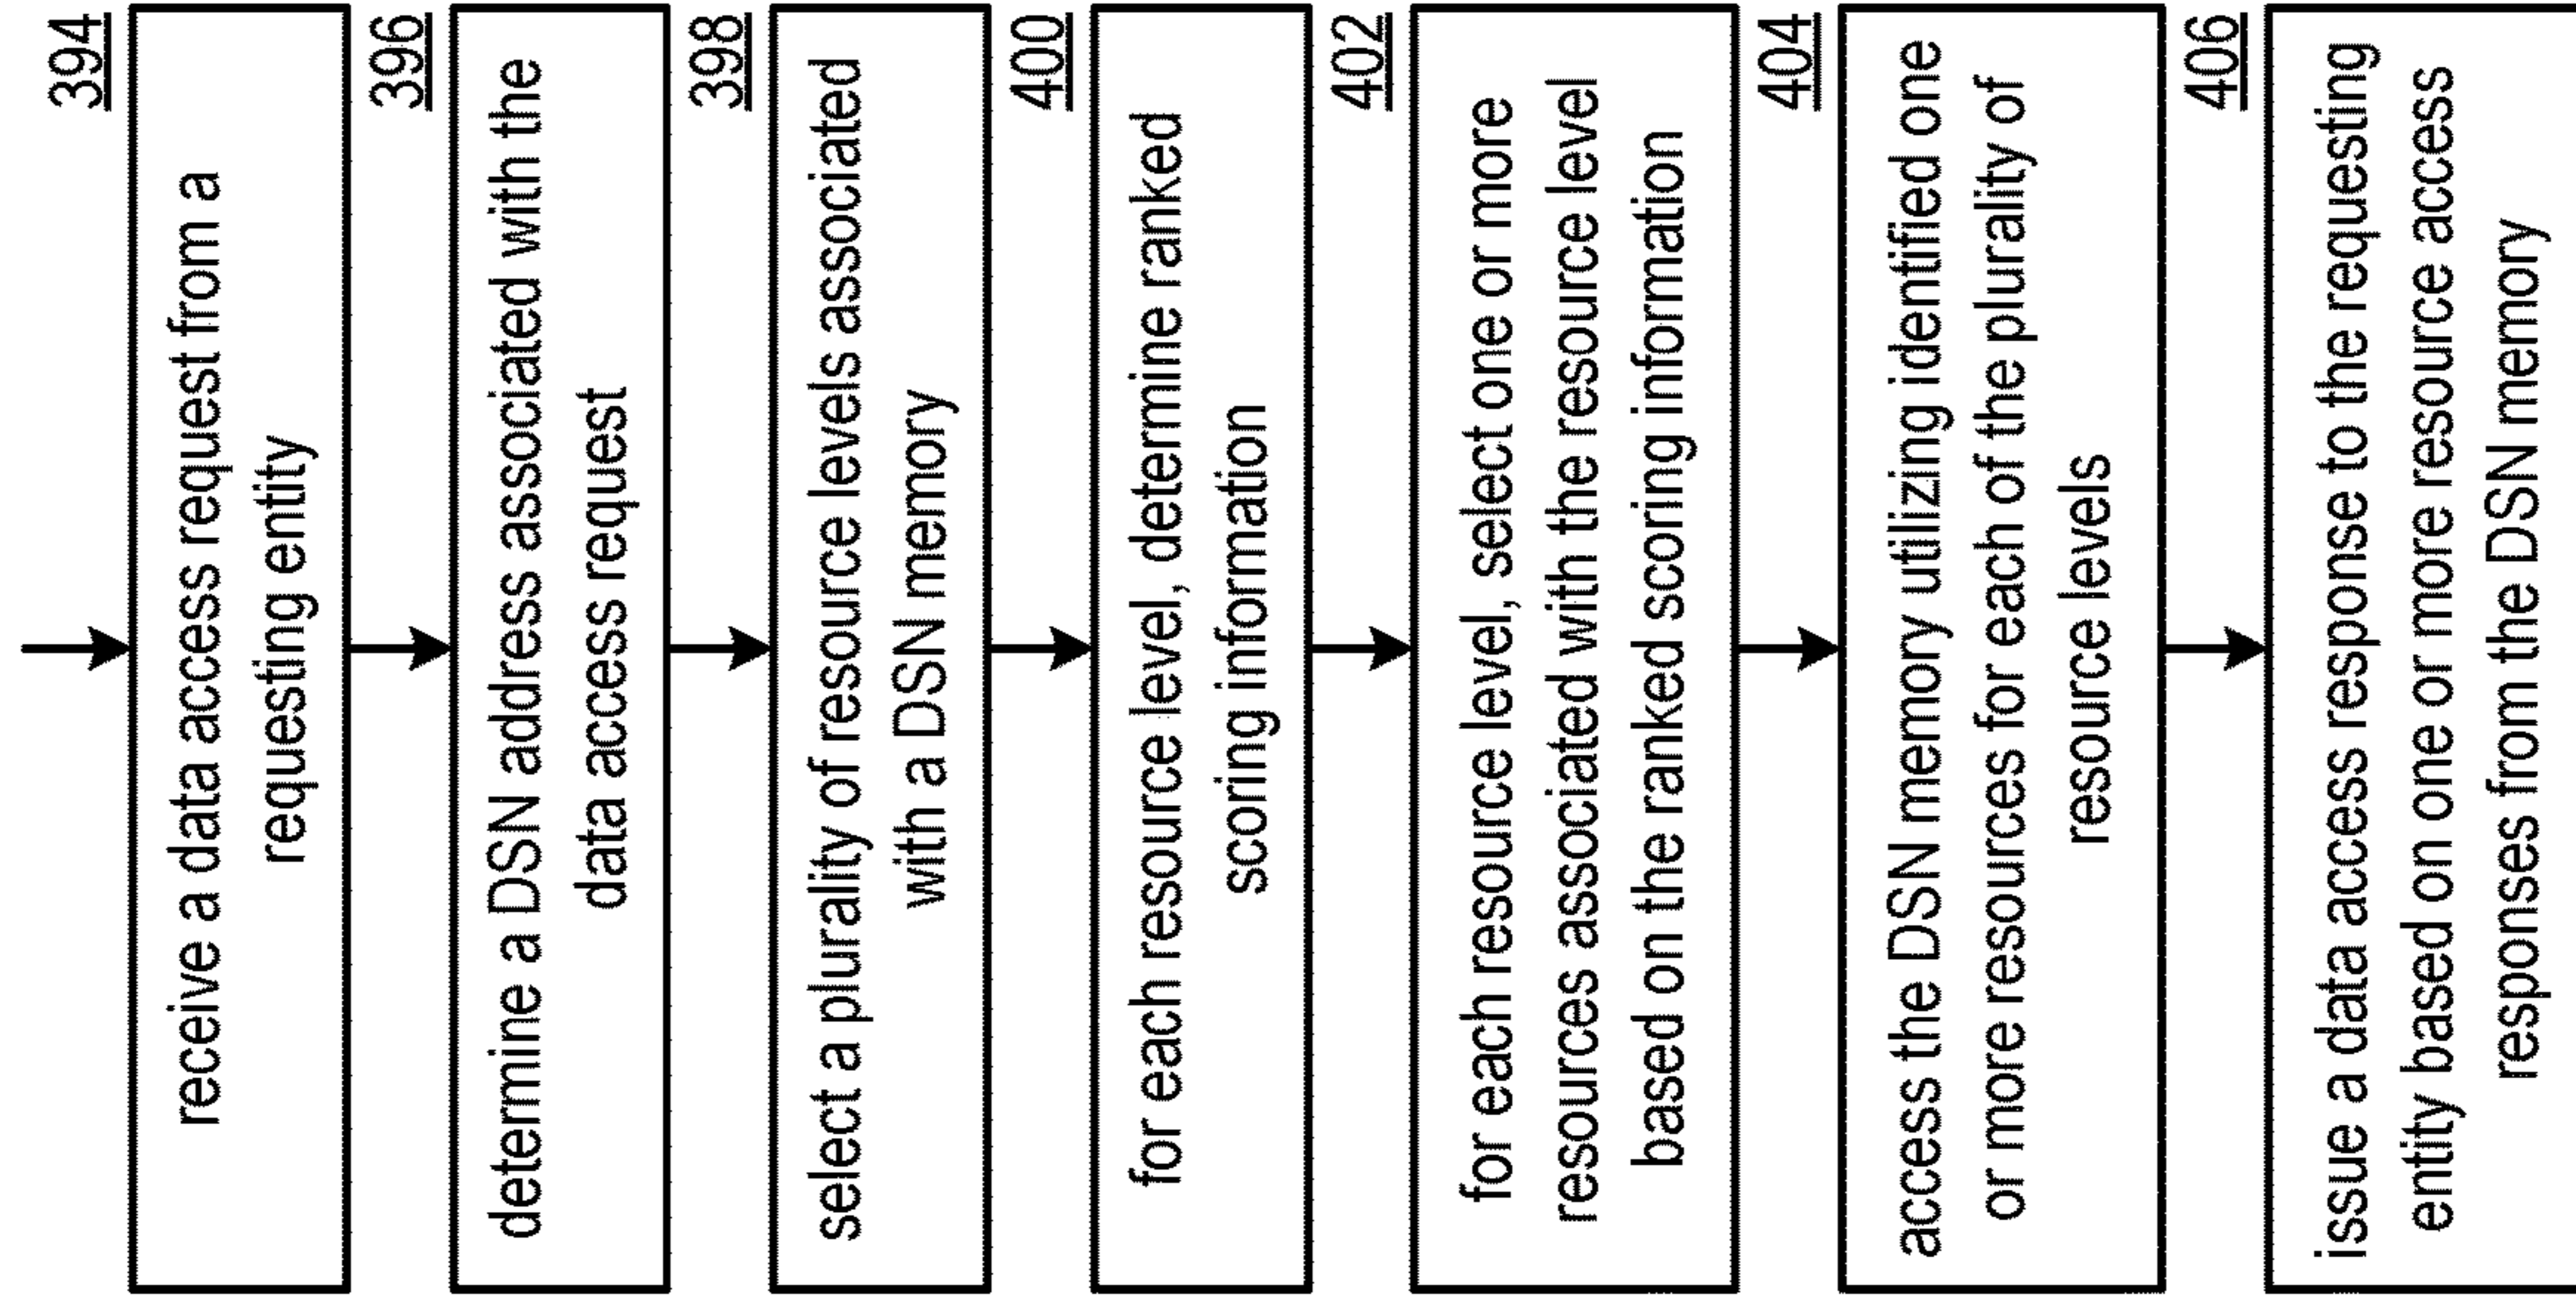 394
receive a data access request from a
requesting entity
396
determine a DSN address associated with the
data access request
398
select a plurality of resource levels associated
with a DSN memory
400
for each resource level, determine ranked
scoring information
402
for each resource level, select one or more
resources associated with the resource level
based on the ranked scoring information
404
access the DSN memory utilizing identified one
or more resources for each of the plurality of
resource levels
406
issue a data access response to the requesting
entity based on one or more resource access
responses from the DSN memory